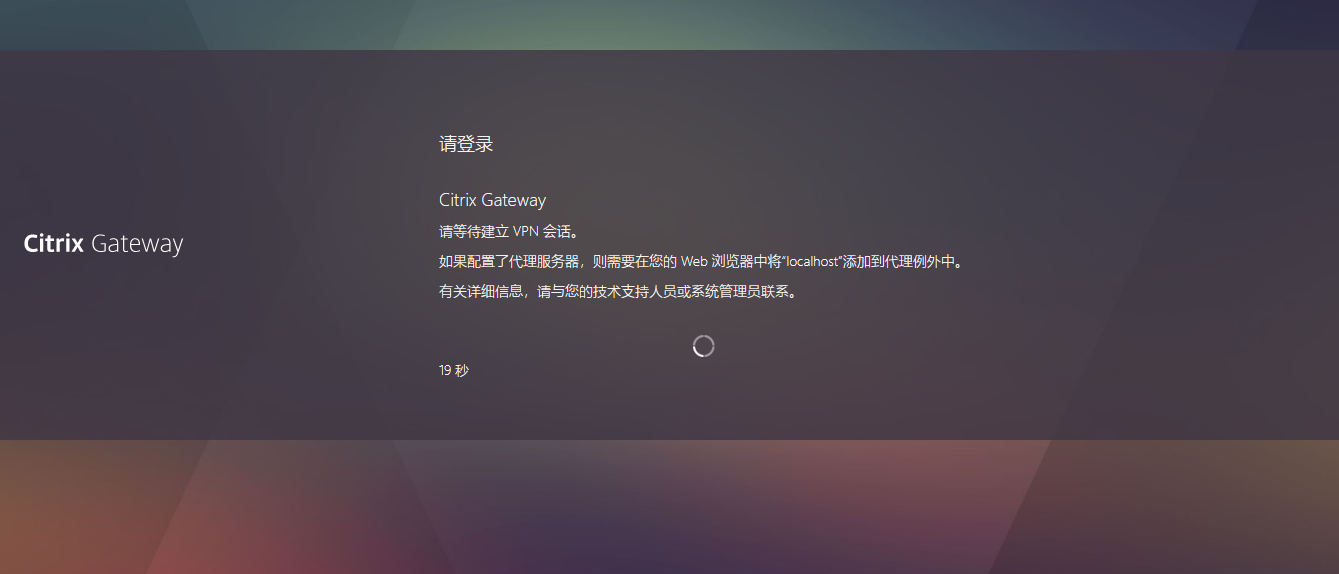 请登录
Citrix Gateway
Citrix Gateway
请等待建立 VPN 会话。
如果配置了代理服务器，则需要在您的 Web 浏览器中将“localhost”添加到代理例外中。
有关详细信息，请与您的技术支持人员或系统管理员联系。
19 秒